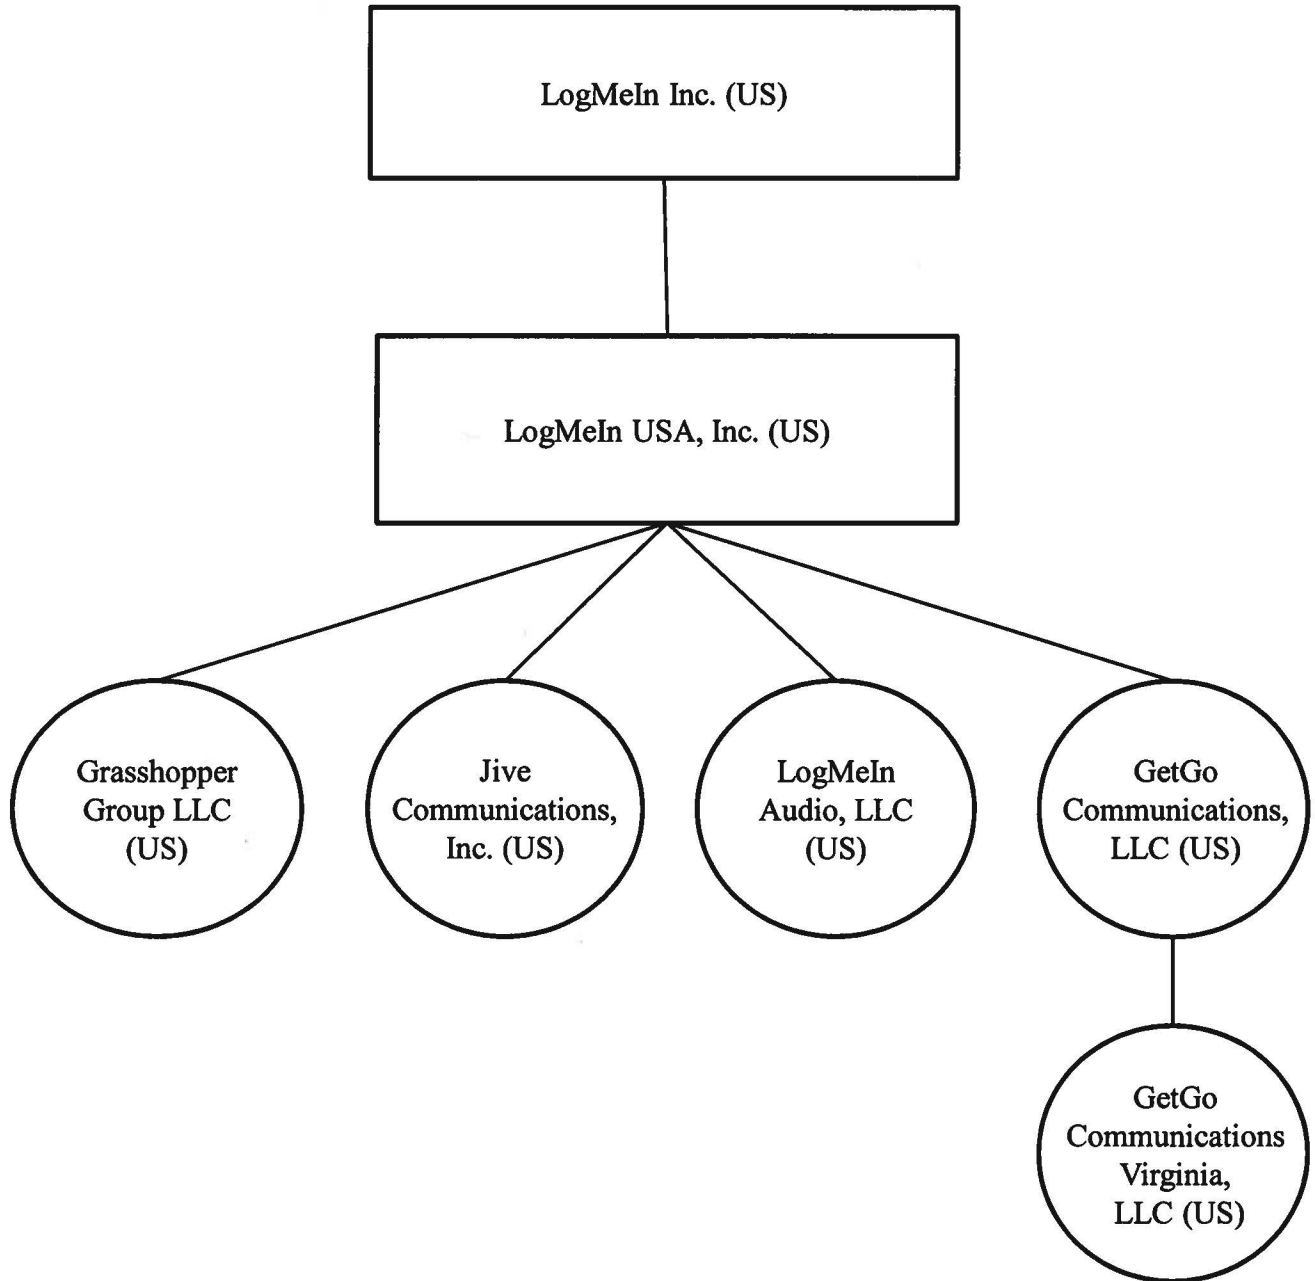 LogMeIn Inc. (US)
LogMeIn USA, Inc. (US)
Grasshopper
Group LLC
(US)
Jive
Communications,
Inc. (US)
LogMeIn
Audio, LLC
(US)
GetGo
Communications,
LLC (US)
GetGo
Communications
Virginia,
LLC (US)